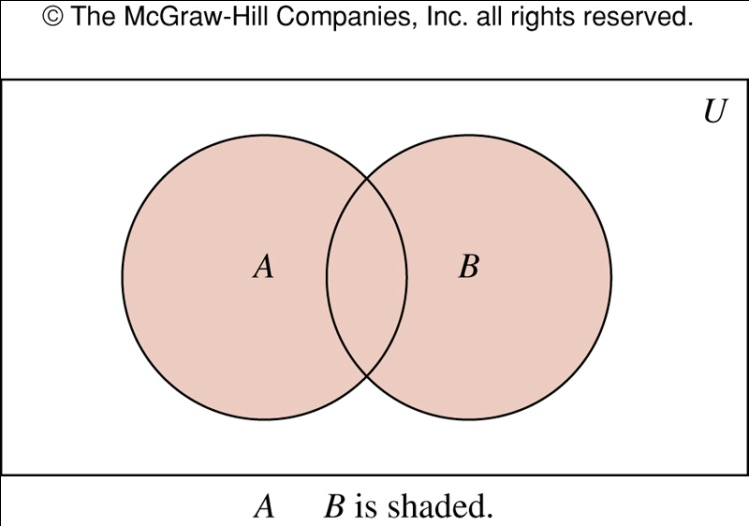 © The McGraw-Hill Companies, Inc. all rights reserved.
U
A B
A B is shaded.